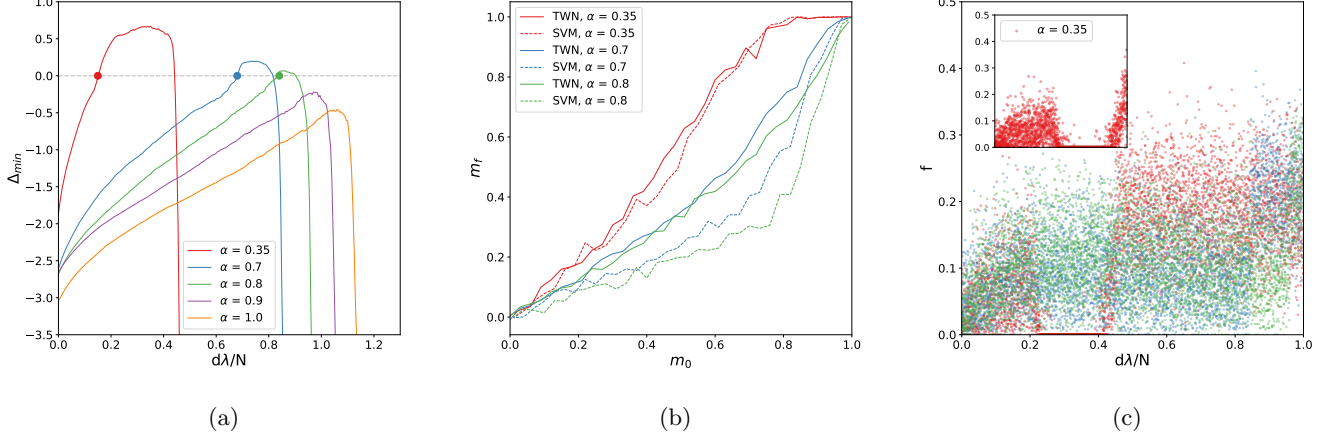 1.0
0.5
0.0
−0.5
−1.0
−1.5
−2.0
−2.5
−3.0
−3.5
Δmin
α = 0.35
α = 0.7
α = 0.8
α = 0.9
α = 1.0
0.0 0.2 0.4 0.6 0.8 1.0 1.2
dλ/N
(a)
TWN, α = 0.35
SVM, α = 0.35
TWN, α = 0.7
SVM, α = 0.7
TWN, α = 0.8
SVM, α = 0.8
1.0
0.8
0.6
0.4
0.2
0.0
mf
0.0 0.2 0.4 0.6 0.8 1.0
m0
(b)
0.5
0.4
0.3
0.2
0.1
0.0
f
0.5
0.4
0.3
0.2
0.1
0.0
α = 0.35
0.0 0.2 0.4 0.6 0.8 1.0
dλ/N
(c)